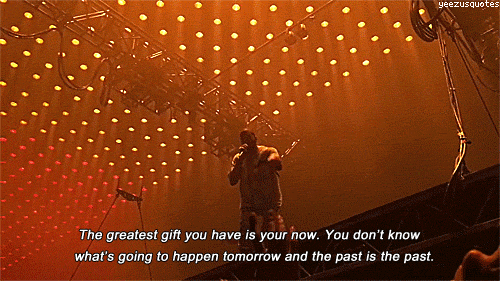 yeezusquotes
The greatest gift you have is your now. You don't know
what's going to happen tomorrow and the past is the past.